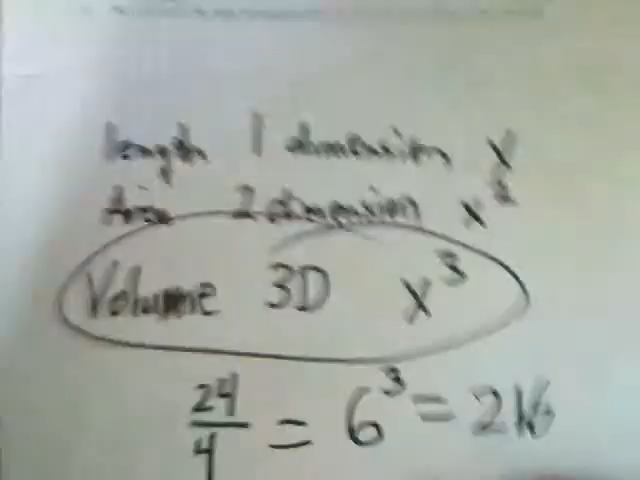 length 1 dimension x
Area 2 dimension x²
Volume 3D x³
24/4 = 6³ = 216